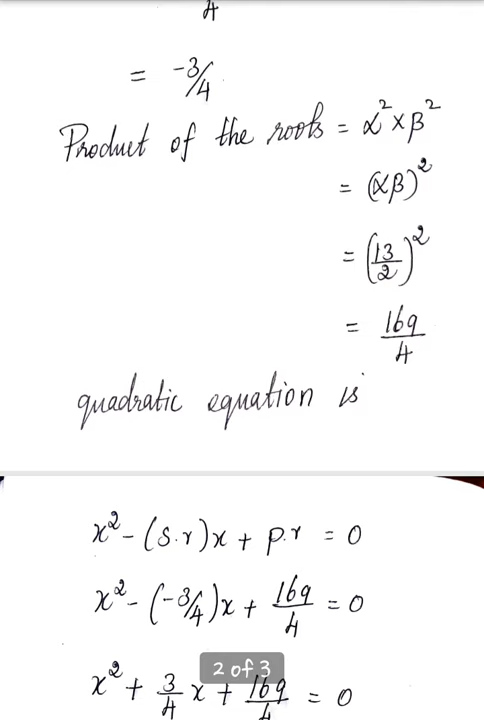 4
= -3/4
Product of the roots = α² × β²
= (αβ)²
= (13/2)²
= 169/4
quadratic equation is
x² - (s.r)x + p.r = 0
x² - (-3/4)x + 169/4 = 0
x² + 3/4 x + 169/4 = 0
2 of 3